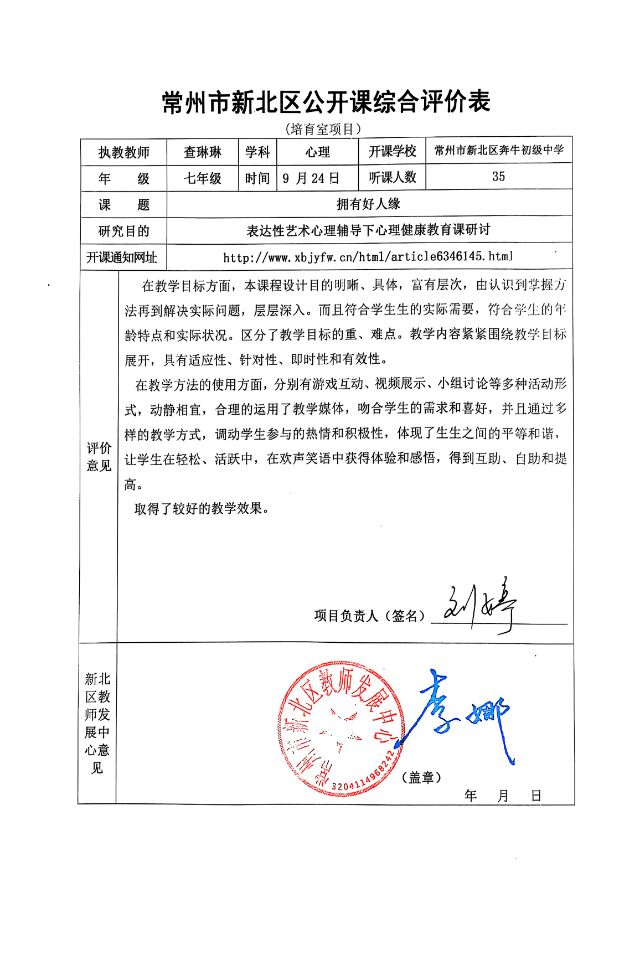 常州市新北区公开课综合评价表
(培育室项目)
执教教师 查琳琳 学科 心理 开课学校 常州市新北区奔牛初级中学
年 级 七年级 时间 9 月 24 日 听课人数 35
课 题 拥有好人缘
研究目的 表达性艺术心理辅导下心理健康教育课研讨
开课通知网址 http://www.xbjyfw.cn/html/article6346145.html
在教学目标方面，本课程设计目的明晰、具体，富有层次，由认识到掌握方
法再到解决实际问题，层层深入。而且符合学生生的实际需要，符合学生的年
龄特点和实际状况。区分了教学目标的重、难点。教学内容紧紧围绕教学目标
展开，具有适应性、针对性、即时性和有效性。
在教学方法的使用方面，分别有游戏互动、视频展示、小组讨论等多种活动形
式，动静相宜，合理的运用了教学媒体，吻合学生的需求和喜好，并且通过多
样的教学方式，调动学生参与的热情和积极性，体现了生生之间的平等和谐，
让学生在轻松、活跃中，在欢声笑语中获得体验和感悟，得到互助、自助和提
高。
取得了较好的教学效果。
评价
意见
项目负责人（签名） 刘婷
新北
区教
师发
展中
心意
见
常州市新北区教师发展中心
3204114968242
李娜
（盖章）
年 月 日